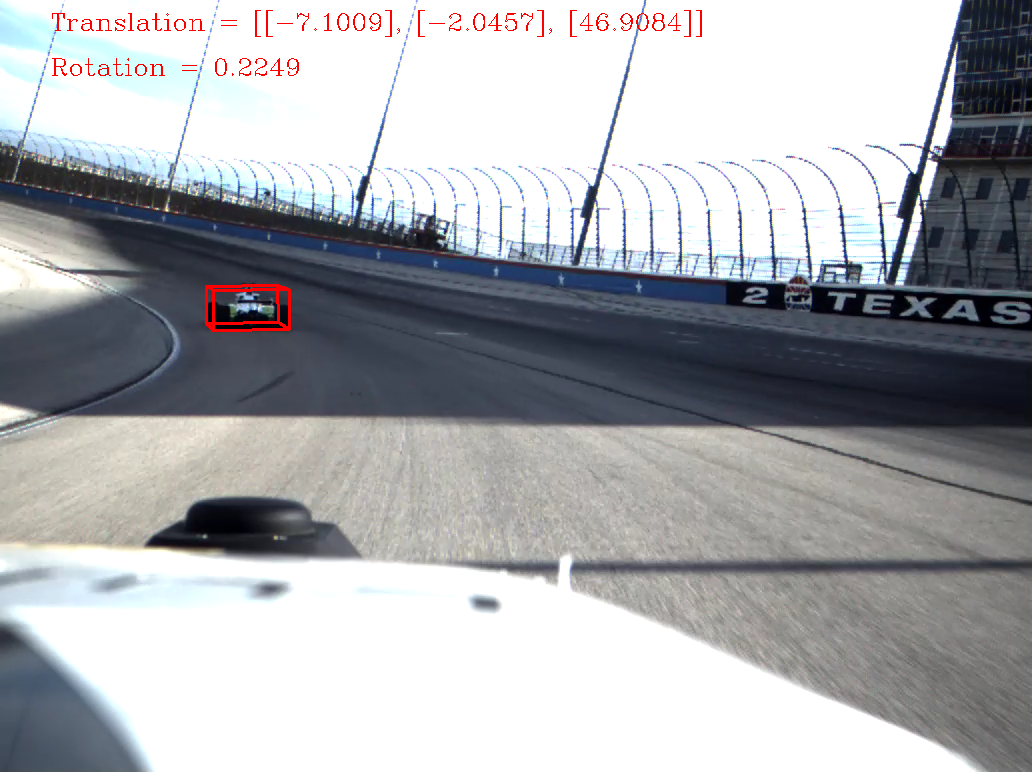 Translation = [[−7.1009], [−2.0457], [46.9084]]
Rotation = 0.2249
2 TEXAS